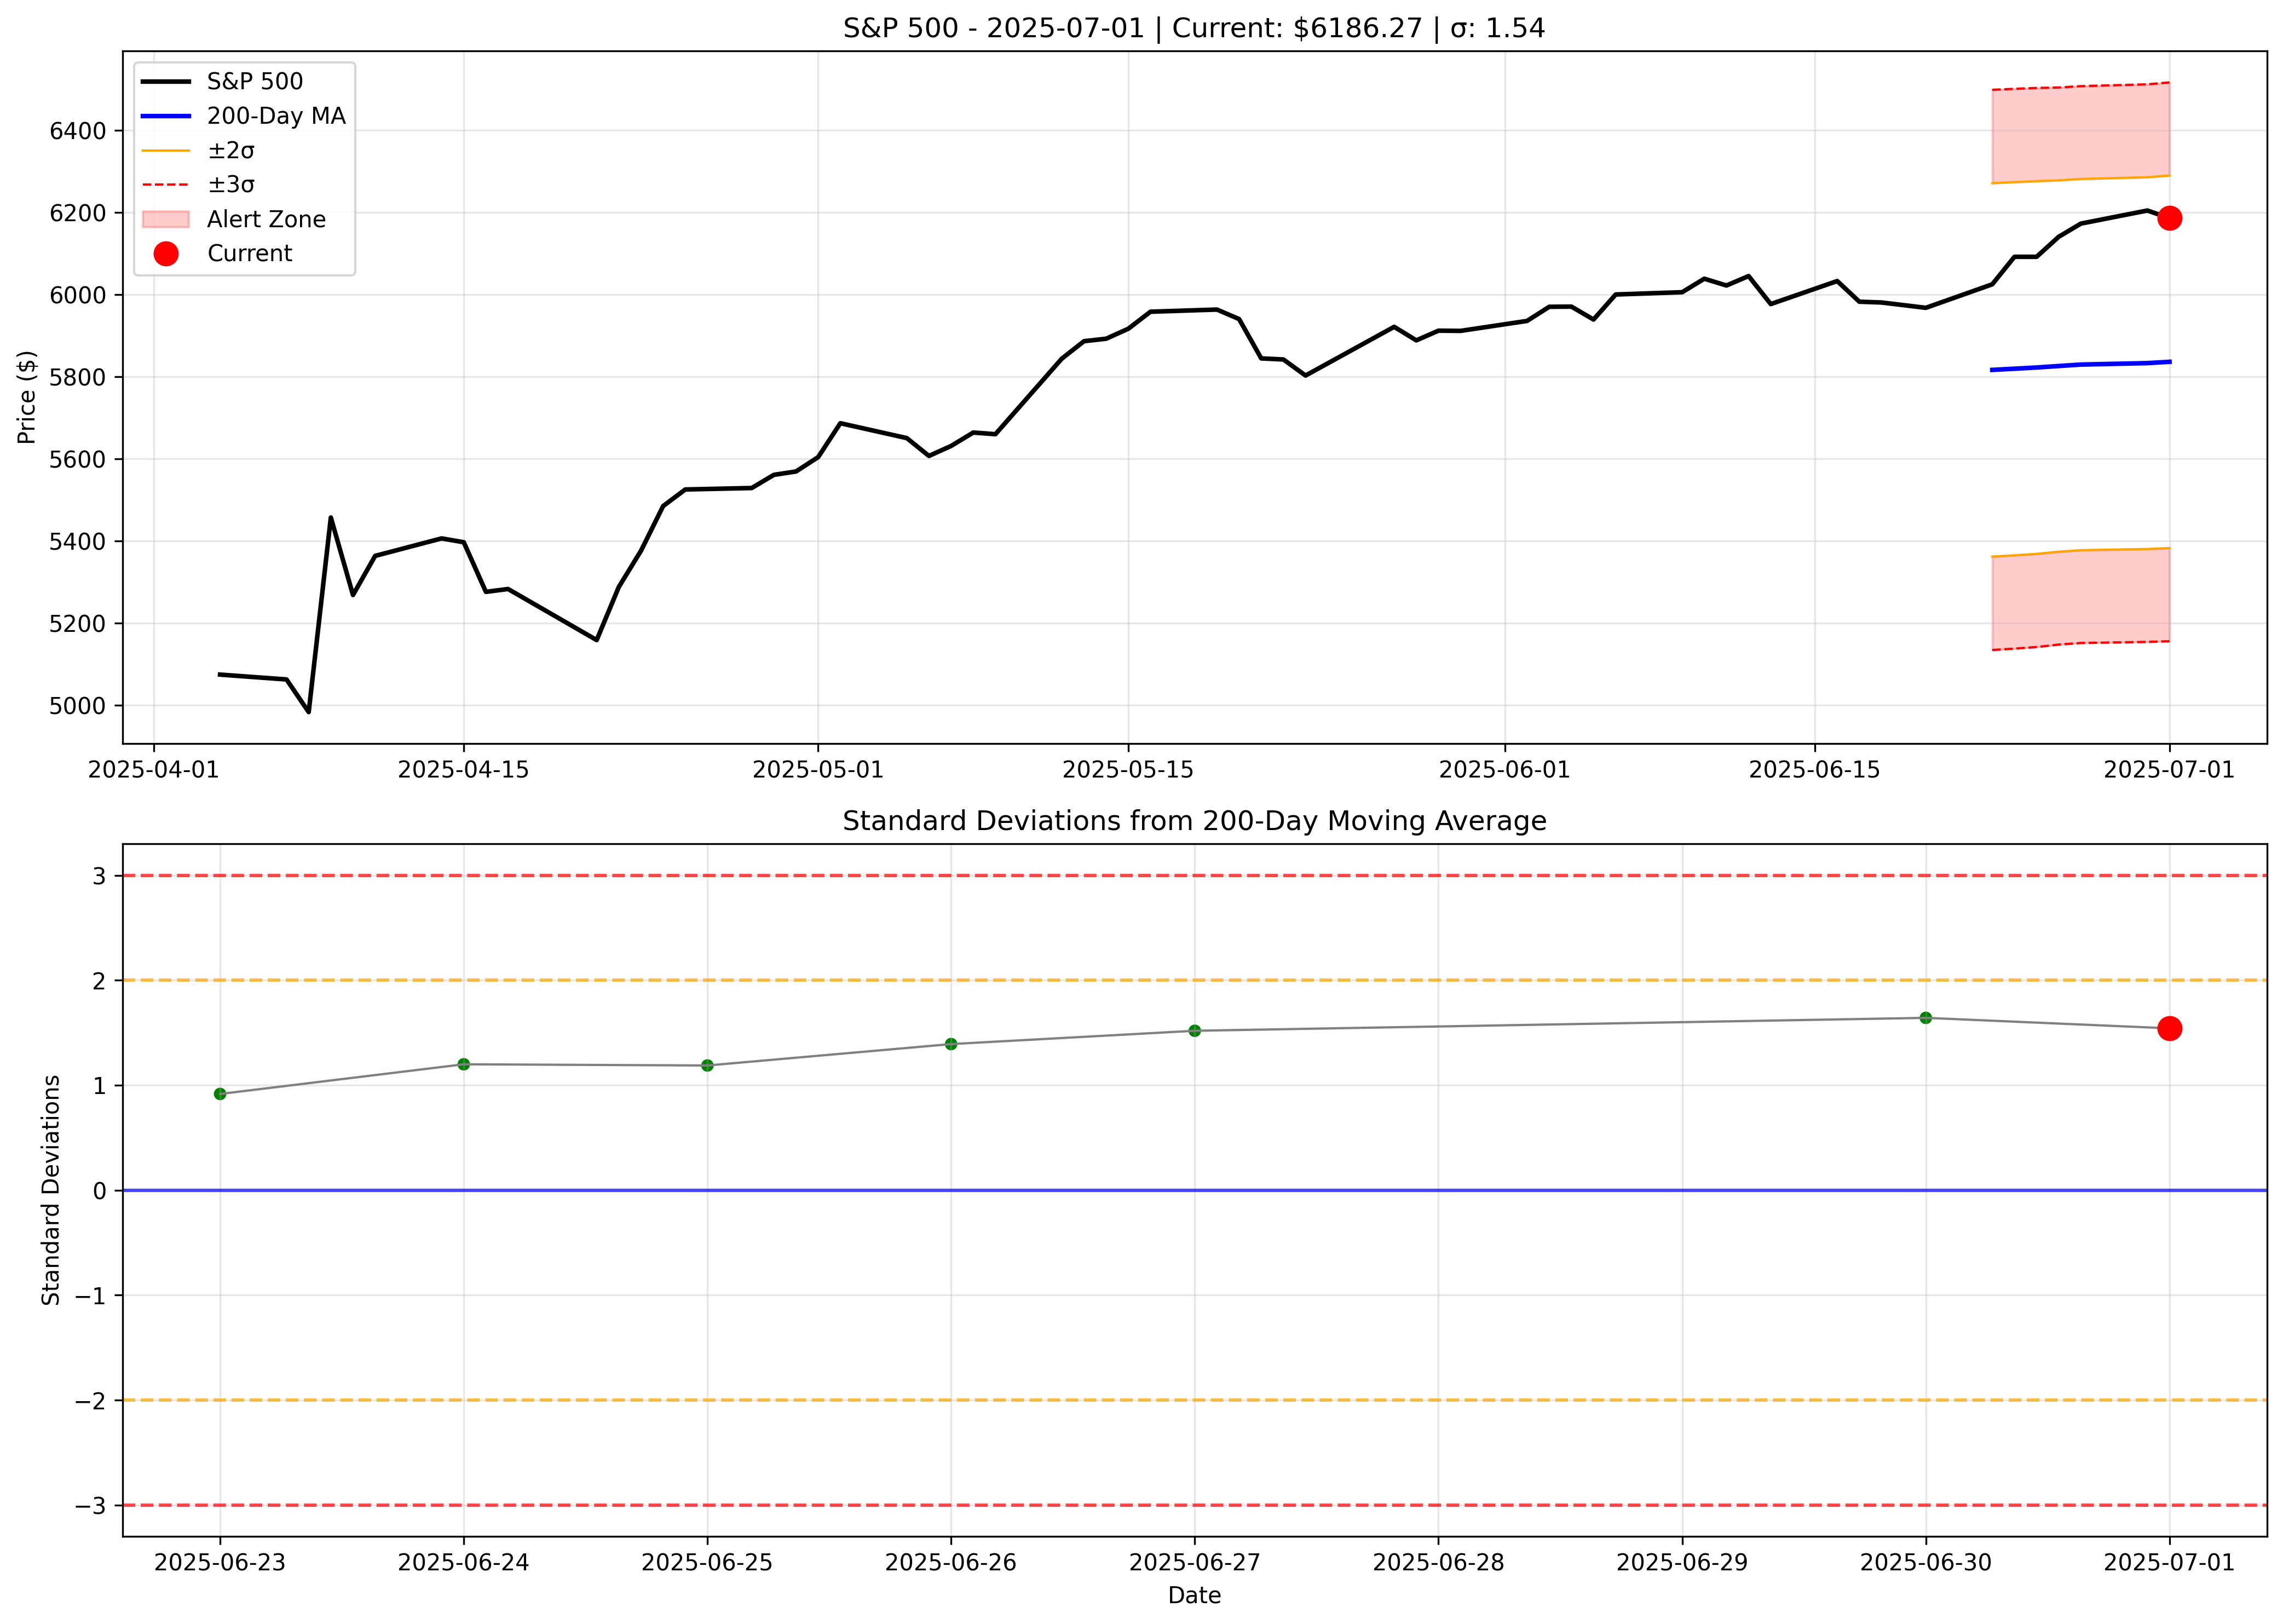 S&P 500 - 2025-07-01 | Current: $6186.27 | σ: 1.54
S&P 500
200-Day MA
±2σ
±3σ
Alert Zone
Current
Price ($)
6400
6200
6000
5800
5600
5400
5200
5000
2025-04-01 2025-04-15 2025-05-01 2025-05-15 2025-06-01 2025-06-15 2025-07-01
Standard Deviations from 200-Day Moving Average
Standard Deviations
3
2
1
0
−1
−2
−3
2025-06-23 2025-06-24 2025-06-25 2025-06-26 2025-06-27 2025-06-28 2025-06-29 2025-06-30 2025-07-01
Date